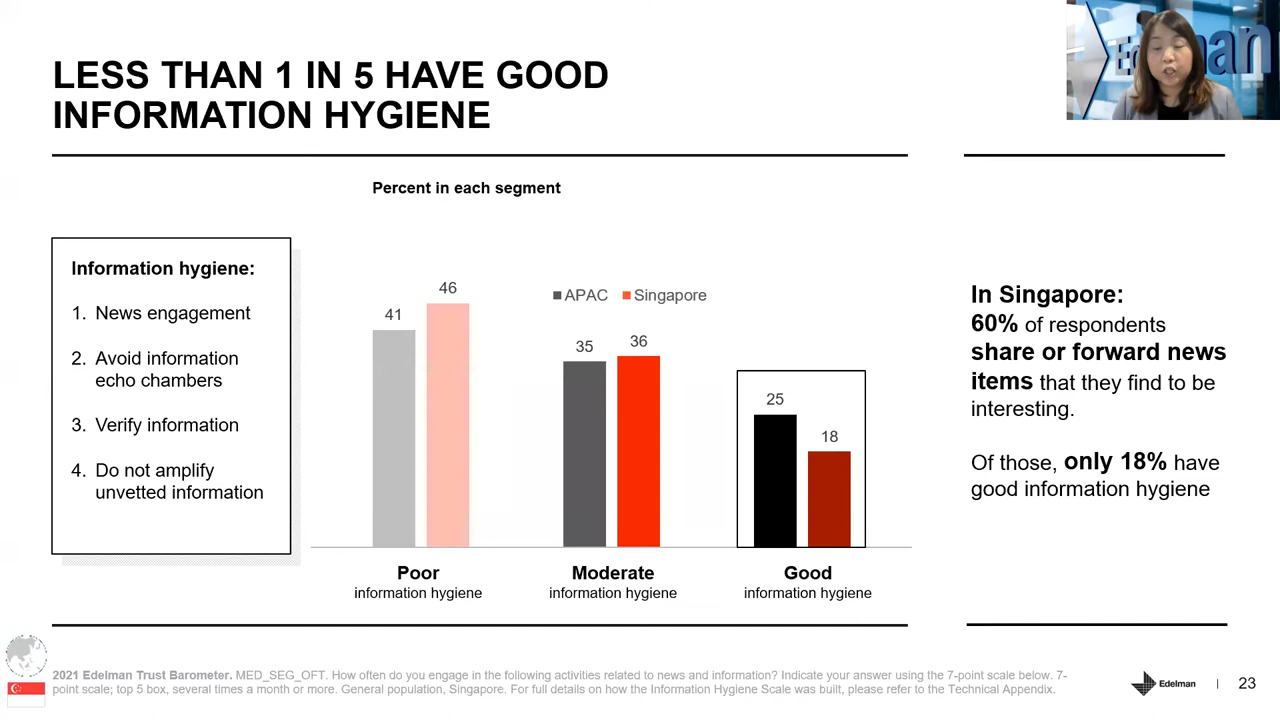 LESS THAN 1 IN 5 HAVE GOOD
INFORMATION HYGIENE
Edelman
Percent in each segment
Information hygiene:
1. News engagement
2. Avoid information
echo chambers
3. Verify information
4. Do not amplify
unvetted information
APAC Singapore
41
46
35
36
25
18
Poor
information hygiene
Moderate
information hygiene
Good
information hygiene
In Singapore:
60% of respondents
share or forward news
items that they find to be
interesting.
Of those, only 18% have
good information hygiene
2021 Edelman Trust Barometer. MED_SEG_OFT. How often do you engage in the following activities related to news and information? Indicate your answer using the 7-point scale below. 7-
point scale; top 5 box, several times a month or more. General population, Singapore. For full details on how the Information Hygiene Scale was built, please refer to the Technical Appendix.
Edelman | 23